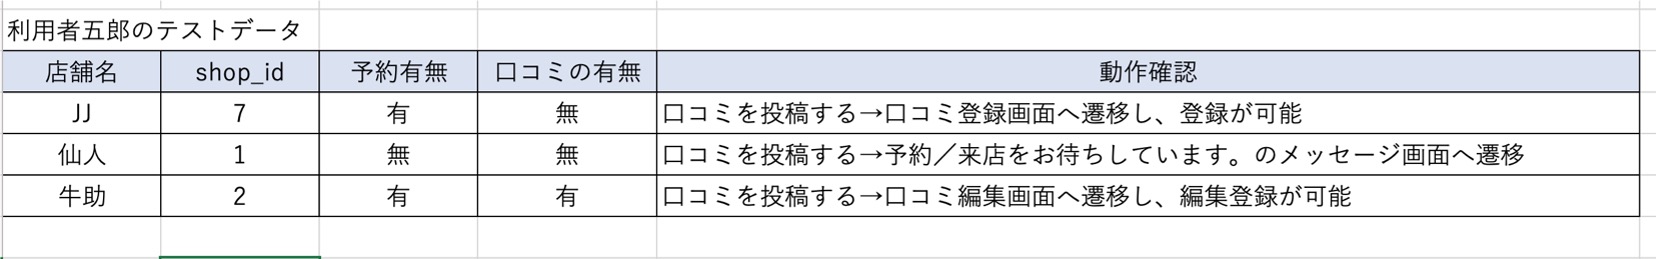 利用者五郎のテストデータ
店舗名 shop_id 予約有無 口コミの有無 動作確認
JJ 7 有 無 口コミを投稿する→口コミ登録画面へ遷移し、登録が可能
仙人 1 無 無 口コミを投稿する→予約／来店をお待ちしています。のメッセージ画面へ遷移
牛助 2 有 有 口コミを投稿する→口コミ編集画面へ遷移し、編集登録が可能